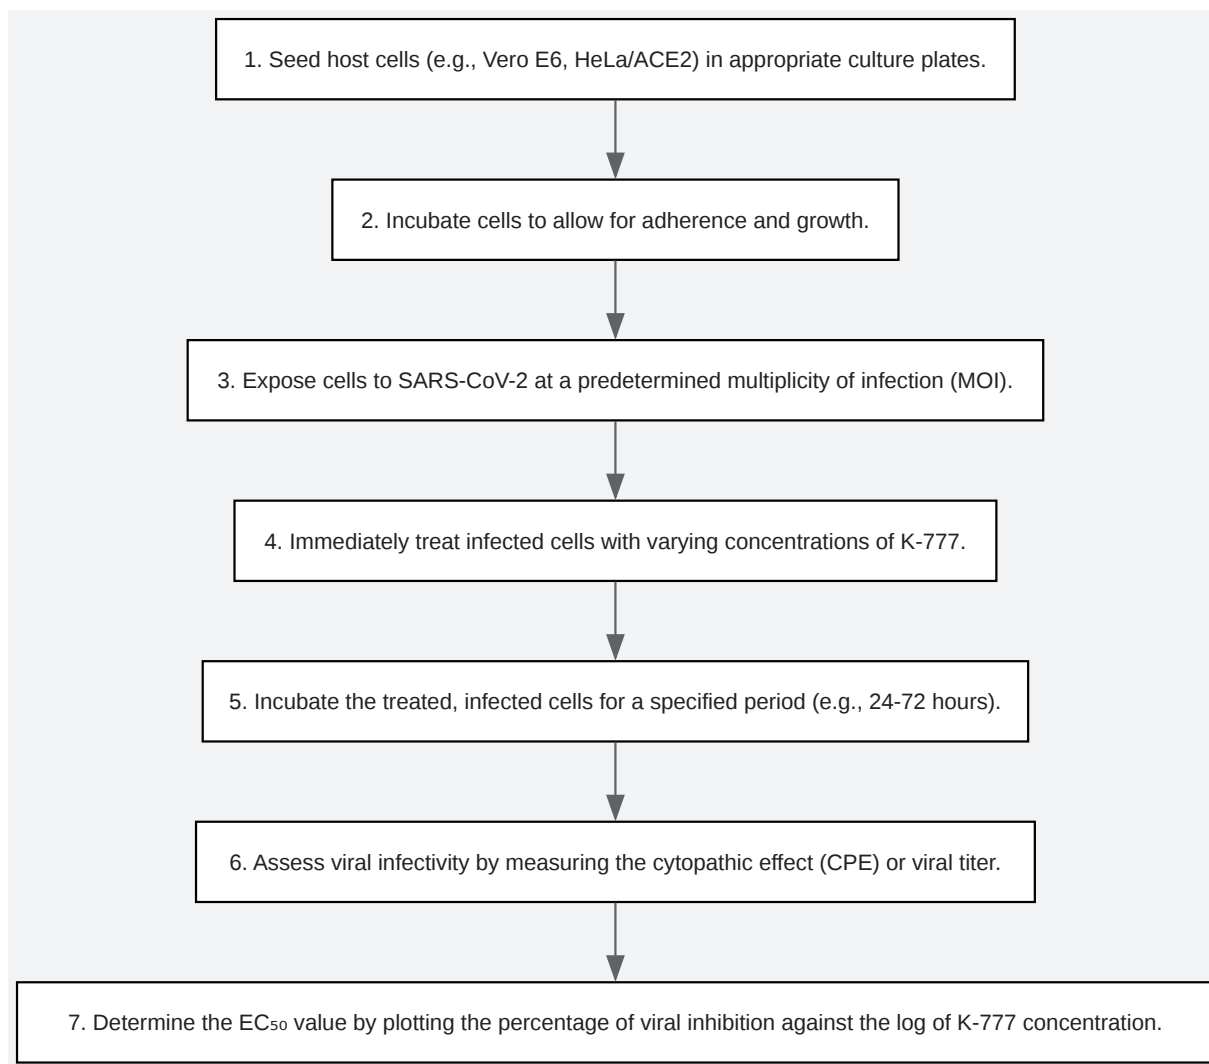 1. Seed host cells (e.g., Vero E6, HeLa/ACE2) in appropriate culture plates.
2. Incubate cells to allow for adherence and growth.
3. Expose cells to SARS-CoV-2 at a predetermined multiplicity of infection (MOI).
4. Immediately treat infected cells with varying concentrations of K-777.
5. Incubate the treated, infected cells for a specified period (e.g., 24-72 hours).
6. Assess viral infectivity by measuring the cytopathic effect (CPE) or viral titer.
7. Determine the EC₅₀ value by plotting the percentage of viral inhibition against the log of K-777 concentration.